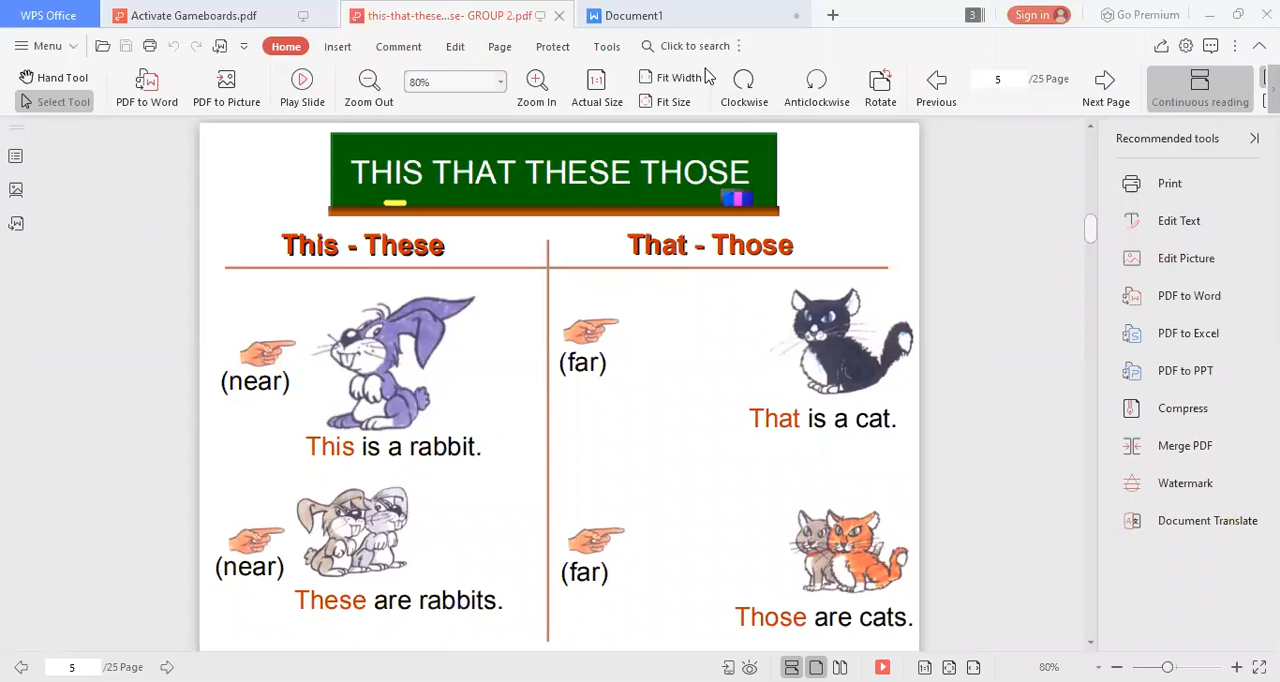 WPS Office
Activate Gameboards.pdf
this-that-these...se- GROUP 2.pdf
Document1
3
Sign in
Go Premium
Menu
Home
Insert
Comment
Edit
Page
Protect
Tools
Click to search
Hand Tool
Select Tool
PDF to Word
PDF to Picture
Play Slide
Zoom Out
80%
Zoom In
Actual Size
Fit Width
Fit Size
Clockwise
Anticlockwise
Rotate
Previous
5
/25 Page
Next Page
Continuous reading
THIS THAT THESE THOSE
This - These
That - Those
(near)
(far)
This is a rabbit.
That is a cat.
(near)
(far)
These are rabbits.
Those are cats.
Recommended tools
Print
Edit Text
Edit Picture
PDF to Word
PDF to Excel
PDF to PPT
Compress
Merge PDF
Watermark
Document Translate
5
/25 Page
80%